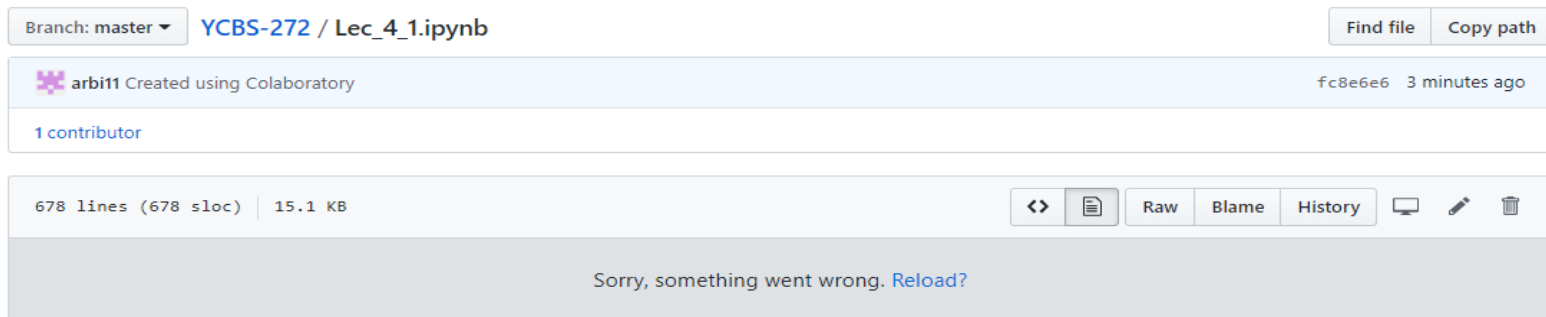 Branch: master YCBS-272 / Lec_4_1.ipynb Find file Copy path
arbi11 Created using Colaboratory fc8e6e6 3 minutes ago
1 contributor
678 lines (678 sloc) 15.1 KB <> Raw Blame History
Sorry, something went wrong. Reload?